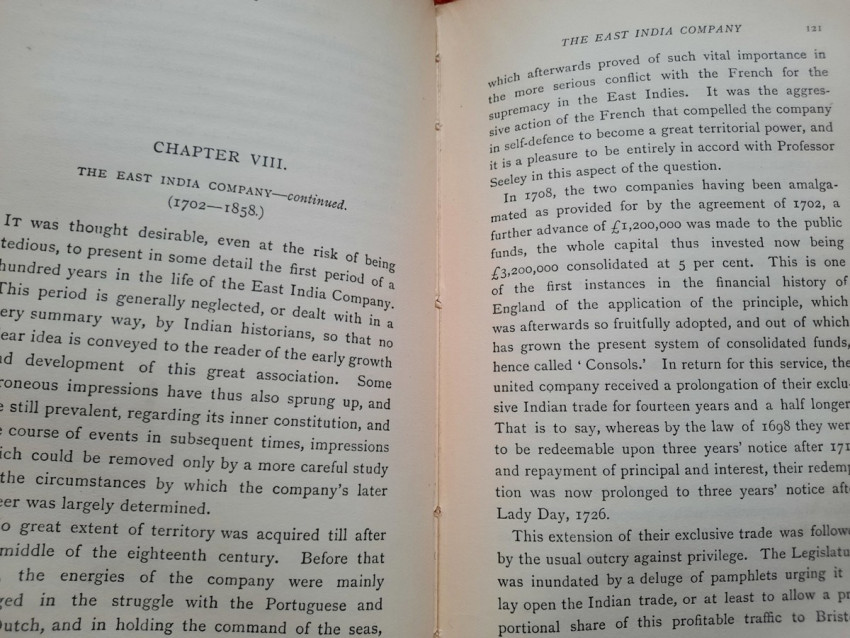 CHAPTER VIII.
THE EAST INDIA COMPANY—continued.
(1702—1858.)
IT was thought desirable, even at the risk of being
tedious, to present in some detail the first period of a
hundred years in the life of the East India Company.
This period is generally neglected, or dealt with in a
ery summary way, by Indian historians, so that no
lear idea is conveyed to the reader of the early growth
nd development of this great association. Some
roneous impressions have thus also sprung up, and
e still prevalent, regarding its inner constitution, and
e course of events in subsequent times, impressions
ich could be removed only by a more careful study
the circumstances by which the company's later
eer was largely determined.
o great extent of territory was acquired till after
middle of the eighteenth century. Before that
, the energies of the company were mainly
ged in the struggle with the Portuguese and
utch, and in holding the command of the seas,
THE EAST INDIA COMPANY 121
which afterwards proved of such vital importance in
the more serious conflict with the French for the
supremacy in the East Indies. It was the aggres-
sive action of the French that compelled the company
in self-defence to become a great territorial power, and
it is a pleasure to be entirely in accord with Professor
Seeley in this aspect of the question.
In 1708, the two companies having been amalga-
mated as provided for by the agreement of 1702, a
further advance of £1,200,000 was made to the public
funds, the whole capital thus invested now being
£3,200,000 consolidated at 5 per cent. This is one
of the first instances in the financial history of
England of the application of the principle, which
was afterwards so fruitfully adopted, and out of which
has grown the present system of consolidated funds,
hence called ‘Consols.’ In return for this service, the
united company received a prolongation of their exclu-
sive Indian trade for fourteen years and a half longer
That is to say, whereas by the law of 1698 they were
to be redeemable upon three years' notice after 171
and repayment of principal and interest, their redemp
tion was now prolonged to three years' notice afte
Lady Day, 1726.
This extension of their exclusive trade was followe
by the usual outcry against privilege. The Legislatu
was inundated by a deluge of pamphlets urging it
lay open the Indian trade, or at least to allow a pr
portional share of this profitable traffic to Brist